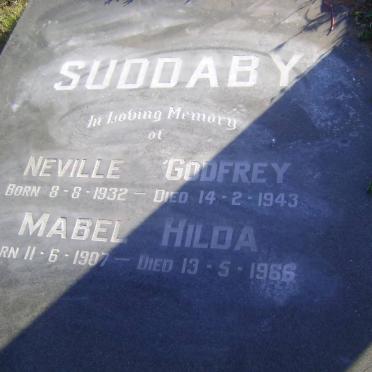 SUDDABY
In Loving Memory
of
NEVILLE GODFREY
BORN 8-8-1932 — DIED 14-2-1943
MABEL HILDA
RN 11-6-1907 — DIED 13-5-1966